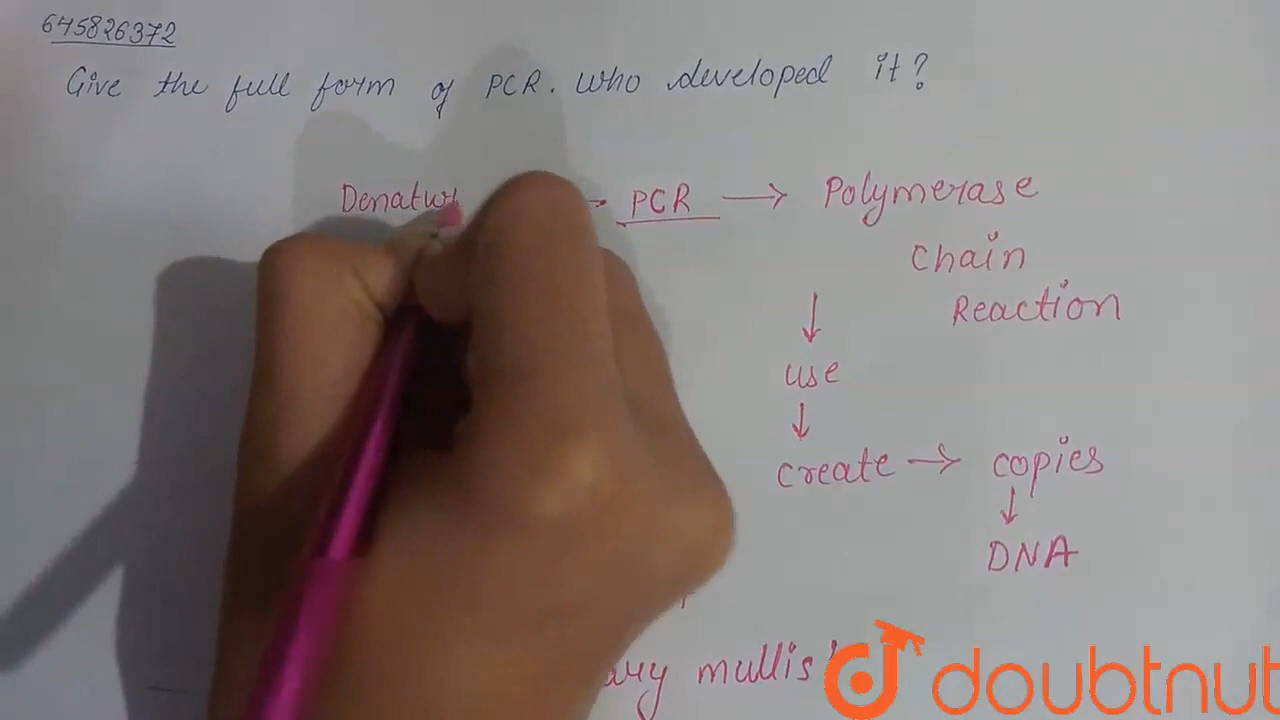 645826372
Give the full form of PCR. Who developed it?
PCR → Polymerase
Chain
Reaction
↓
use
↓
create → copies
↓
DNA
mullis
doubtnut